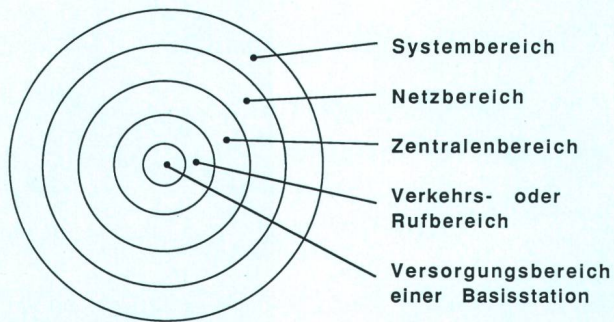 Systembereich
Netzbereich
Zentralenbereich
Verkehrs- oder
Rufbereich
Versorgungsbereich
einer Basisstation